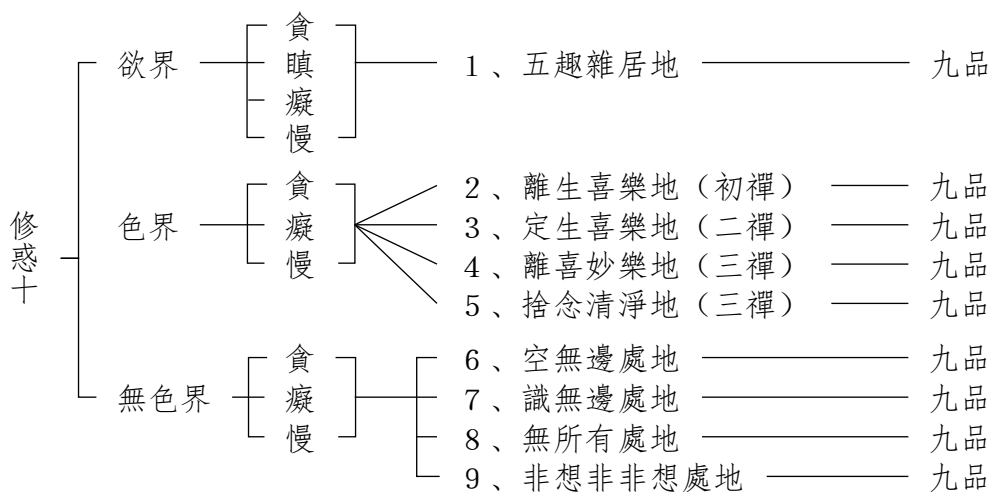 修惑十
欲界
貪
瞋
癡
慢
1、五趣雜居地
九品
色界
貪
癡
慢
2、離生喜樂地（初禪）
九品
3、定生喜樂地（二禪）
九品
4、離喜妙樂地（三禪）
九品
5、捨念清淨地（三禪）
九品
無色界
貪
癡
慢
6、空無邊處地
九品
7、識無邊處地
九品
8、無所有處地
九品
9、非想非非想處地
九品